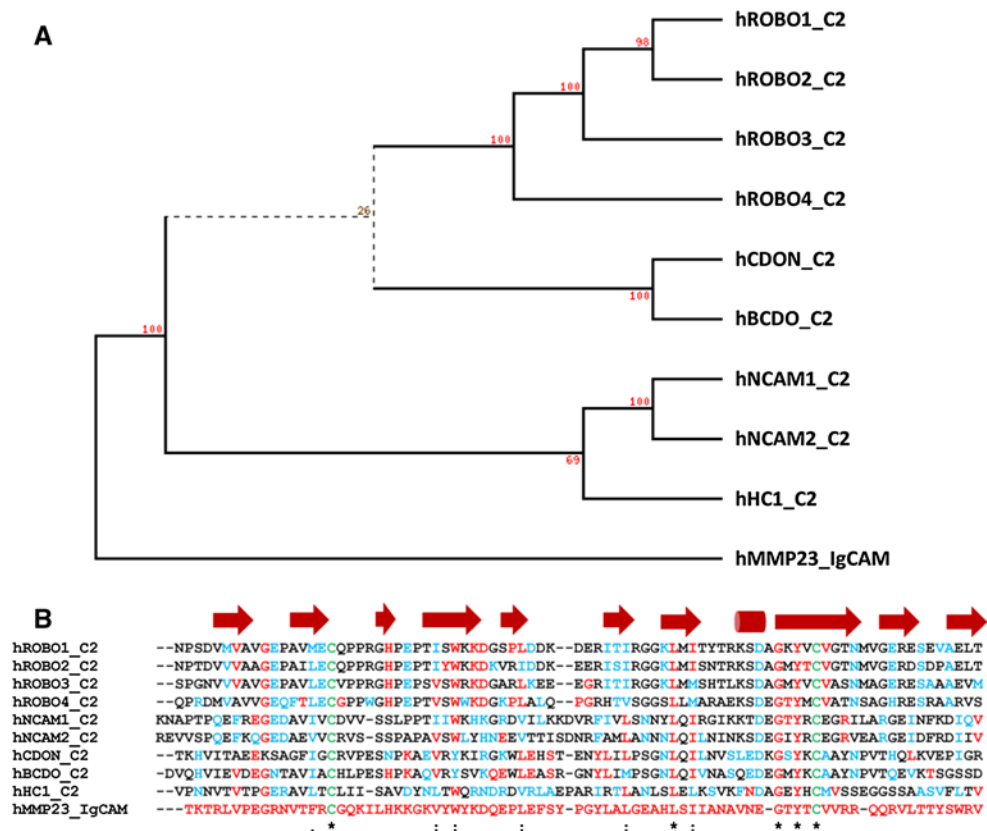 A
hROBO1_C2
98
hROBO2_C2
100
hROBO3_C2
100
hROBO4_C2
26
hCDON_C2
100
hBCDO_C2
100
hNCAM1_C2
100
hNCAM2_C2
69
hHC1_C2
hMMP23_IgCAM
B
hROBO1_C2 --NPSDVMVAVGEPAVMECQPPRGHPEPTISWKKDGSPLDDK--DERITIRGGKLMITYTRKSDAGKYVCVGTNMVGERESEVAELT
hROBO2_C2 --NPTDVVVAAGEPAILECQPPRGHPEPTIYWKKDKVRIDDK--EERISIRGGKLMISNTRKSDAGMYTCVGTNMVGERDSDPAELT
hROBO3_C2 --SPGNVVVAVGEPAVLECVPPRGHPEPSVSWRKDGARLKEE--EGRITIRGGKLMMSHTLKSDAGMYVCVASNMAGERESAAAEVM
hROBO4_C2 --QPRDMVAVVGEQFTLECGPPWGHPEPTVSWWKDGKPLALQ--PGRHTVSGGSLLMARAEKSDEGTYMCVATNSAGHRESRAARVS
hNCAM1_C2 KNAPTPQEFREGEDAVIVCDVV-SSLPPTIIWKHKGRDVILKKDVRFIVLSNNYLQIRGIKKTDEGTYRCEGRILARGEINFKDIQV
hNCAM2_C2 REVVSPQEFKQGEDAEVVCRVS-SSPAPAVSWLYHNEEVTTISDNRFAMLANNNLQILNINKSDEGIYRCEGRVEARGEIDFRDIIV
hCDON_C2 --TKHVITAEEKSAGFIGCRVPESNPKAEVRYKIRGKWLEHST-ENYLILPSGNLQILNVSLEDKGSYKCAAYNPVTHQLKVEPIGR
hBCDO_C2 -DVQHVIEVDEGNTAVIACHLPESHPKAQVRYSVKQEWLEASR-GNYLIMPSGNLQIVNASQEDEGMYKCAAYNPVTQEVKTSGSSD
hHC1_C2 --VPNNVTVTPGERAVLTCLII-SAVDYNLTWQRNDRDVRLAEPARIRTLANLSLELKSVKFNDAGEYHCMVSSEGGSSAASVFLTV
hMMP23_IgCAM --TKTRLVPEGRNVTFRCGQKILHKKGKVYWYKDQEPLEFSY-PGYLALGEAHLSIIANAVNE-GTYTCVVRR-QQRVLTTYSWRV
. * : : : : * : * * *